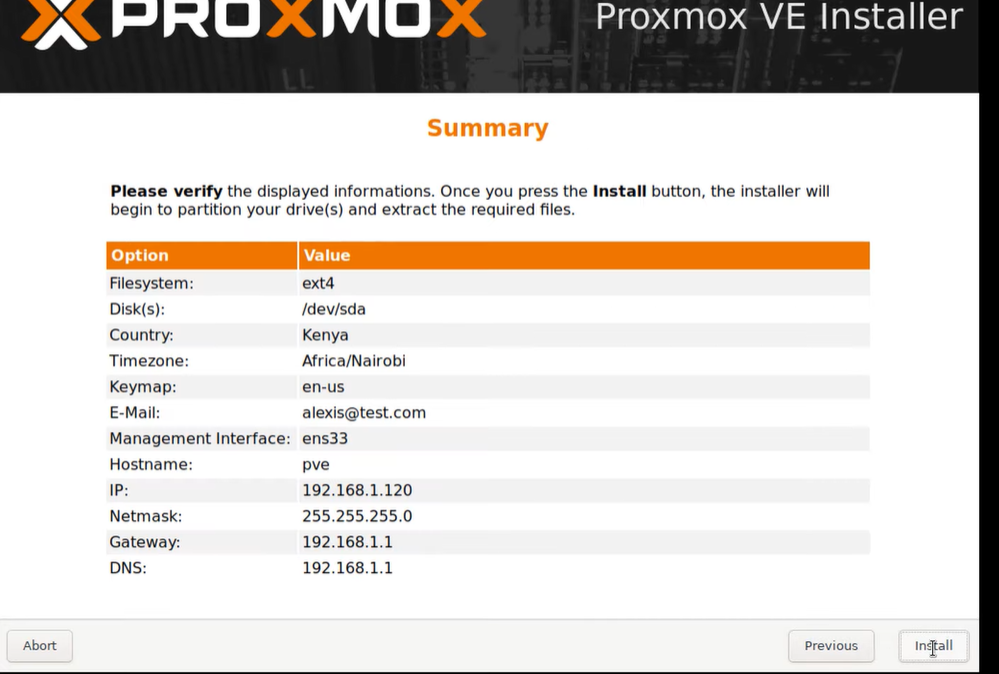 PROXMOX
Proxmox VE Installer
Summary
Please verify the displayed informations. Once you press the Install button, the installer will
begin to partition your drive(s) and extract the required files.
Option Value
Filesystem: ext4
Disk(s): /dev/sda
Country: Kenya
Timezone: Africa/Nairobi
Keymap: en-us
E-Mail: alexis@test.com
Management Interface: ens33
Hostname: pve
IP: 192.168.1.120
Netmask: 255.255.255.0
Gateway: 192.168.1.1
DNS: 192.168.1.1
Abort Previous Install